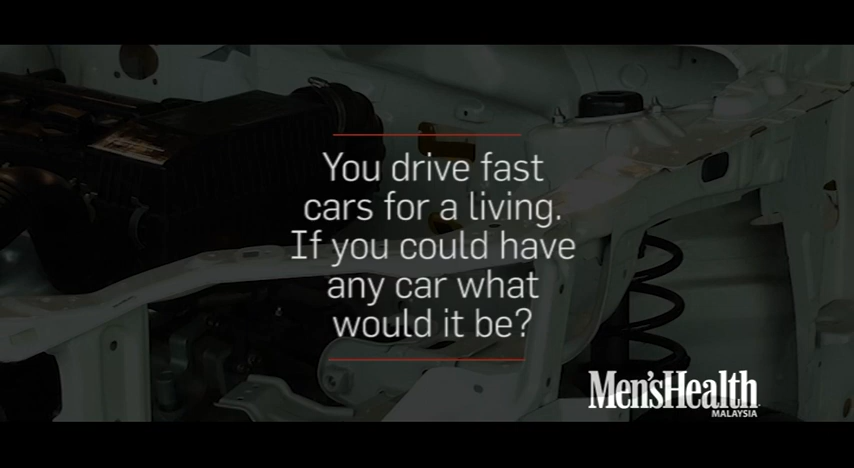 You drive fast
cars for a living.
If you could have
any car what
would it be?
Men'sHealth
MALAYSIA